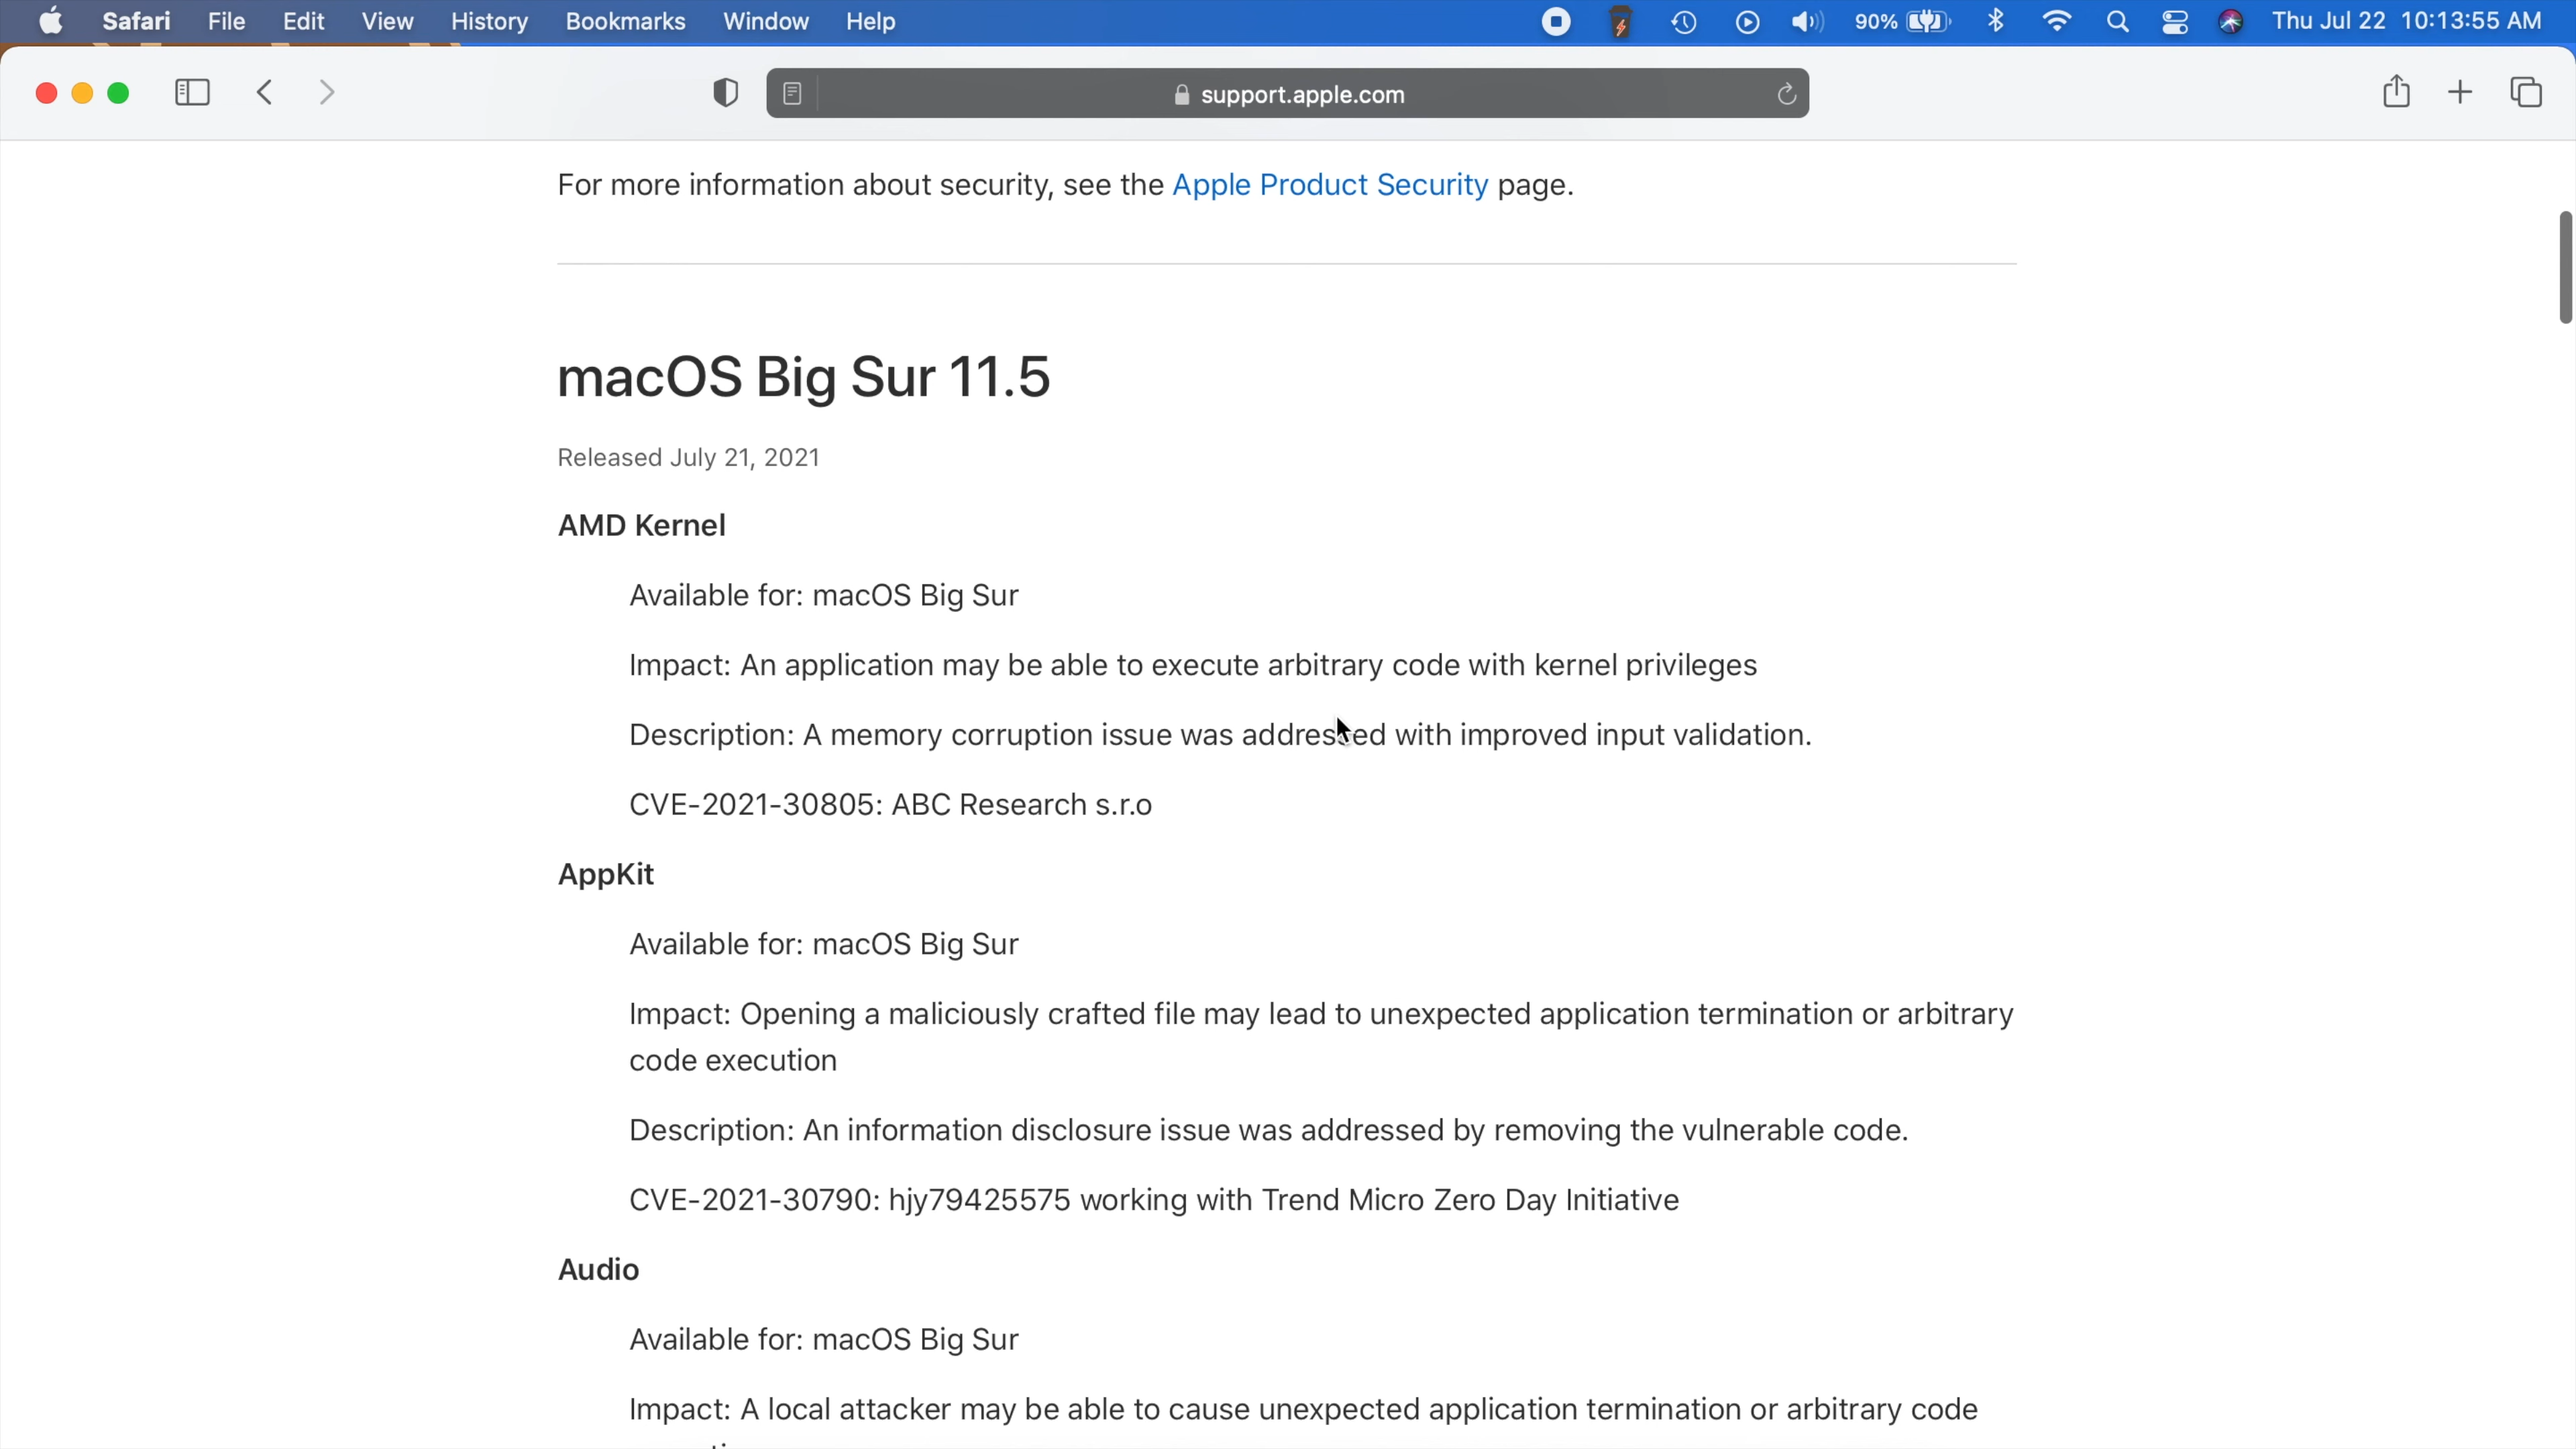 Safari File Edit View History Bookmarks Window Help 90% Thu Jul 22 10:13:55 AM
support.apple.com
For more information about security, see the Apple Product Security page.
macOS Big Sur 11.5
Released July 21, 2021
AMD Kernel
Available for: macOS Big Sur
Impact: An application may be able to execute arbitrary code with kernel privileges
Description: A memory corruption issue was addressed with improved input validation.
CVE-2021-30805: ABC Research s.r.o
AppKit
Available for: macOS Big Sur
Impact: Opening a maliciously crafted file may lead to unexpected application termination or arbitrary
code execution
Description: An information disclosure issue was addressed by removing the vulnerable code.
CVE-2021-30790: hjy79425575 working with Trend Micro Zero Day Initiative
Audio
Available for: macOS Big Sur
Impact: A local attacker may be able to cause unexpected application termination or arbitrary code